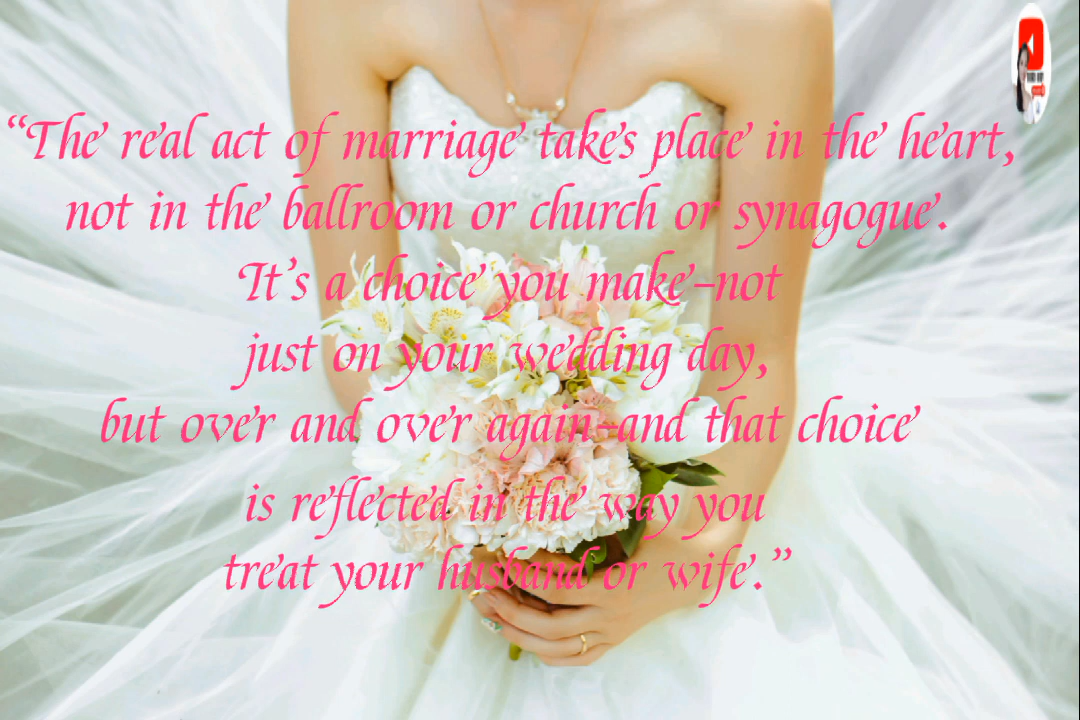 “The real act of marriage takes place in the heart,
not in the ballroom or church or synagogue.
It’s a choice you make–not
just on your wedding day,
but over and over again–and that choice
is reflected in the way you
treat your husband or wife.”